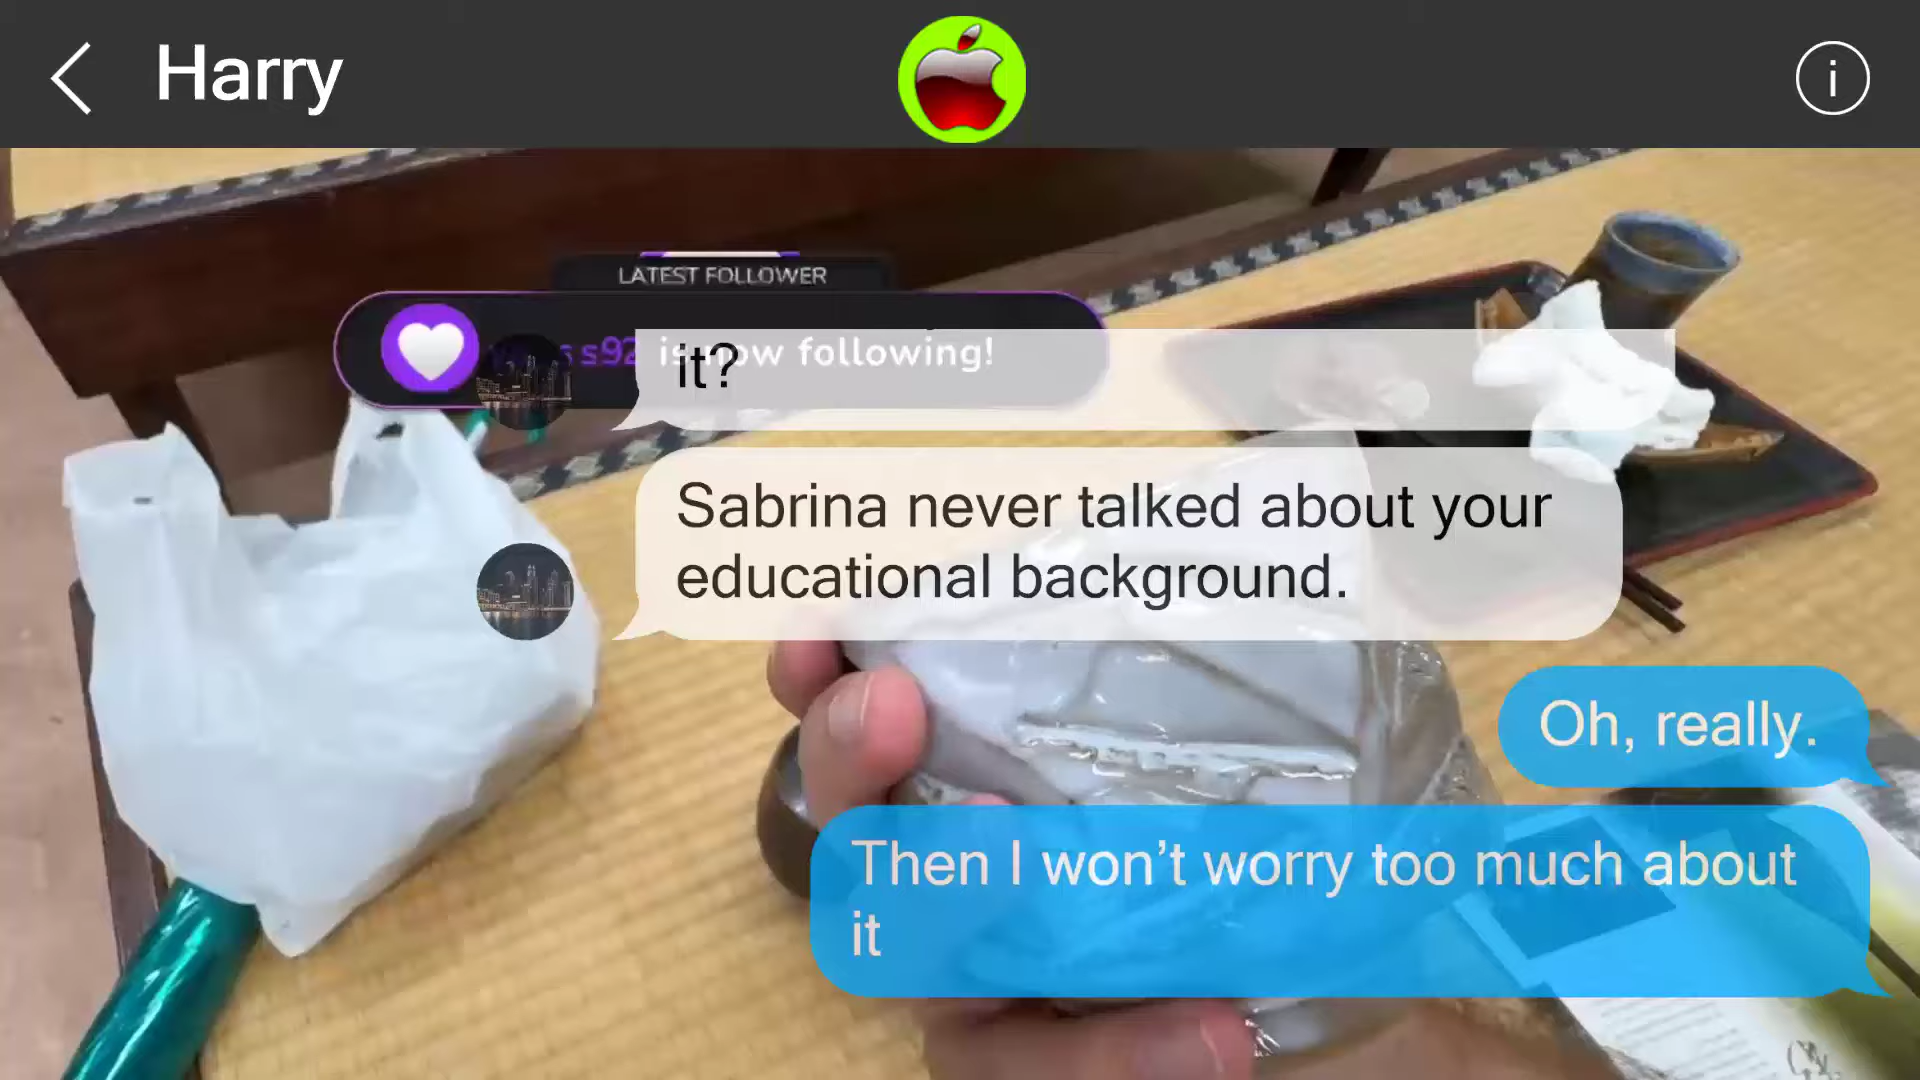 Harry
LATEST FOLLOWER
is now following!
it?
Sabrina never talked about your
educational background.
Oh, really.
Then I won’t worry too much about
it